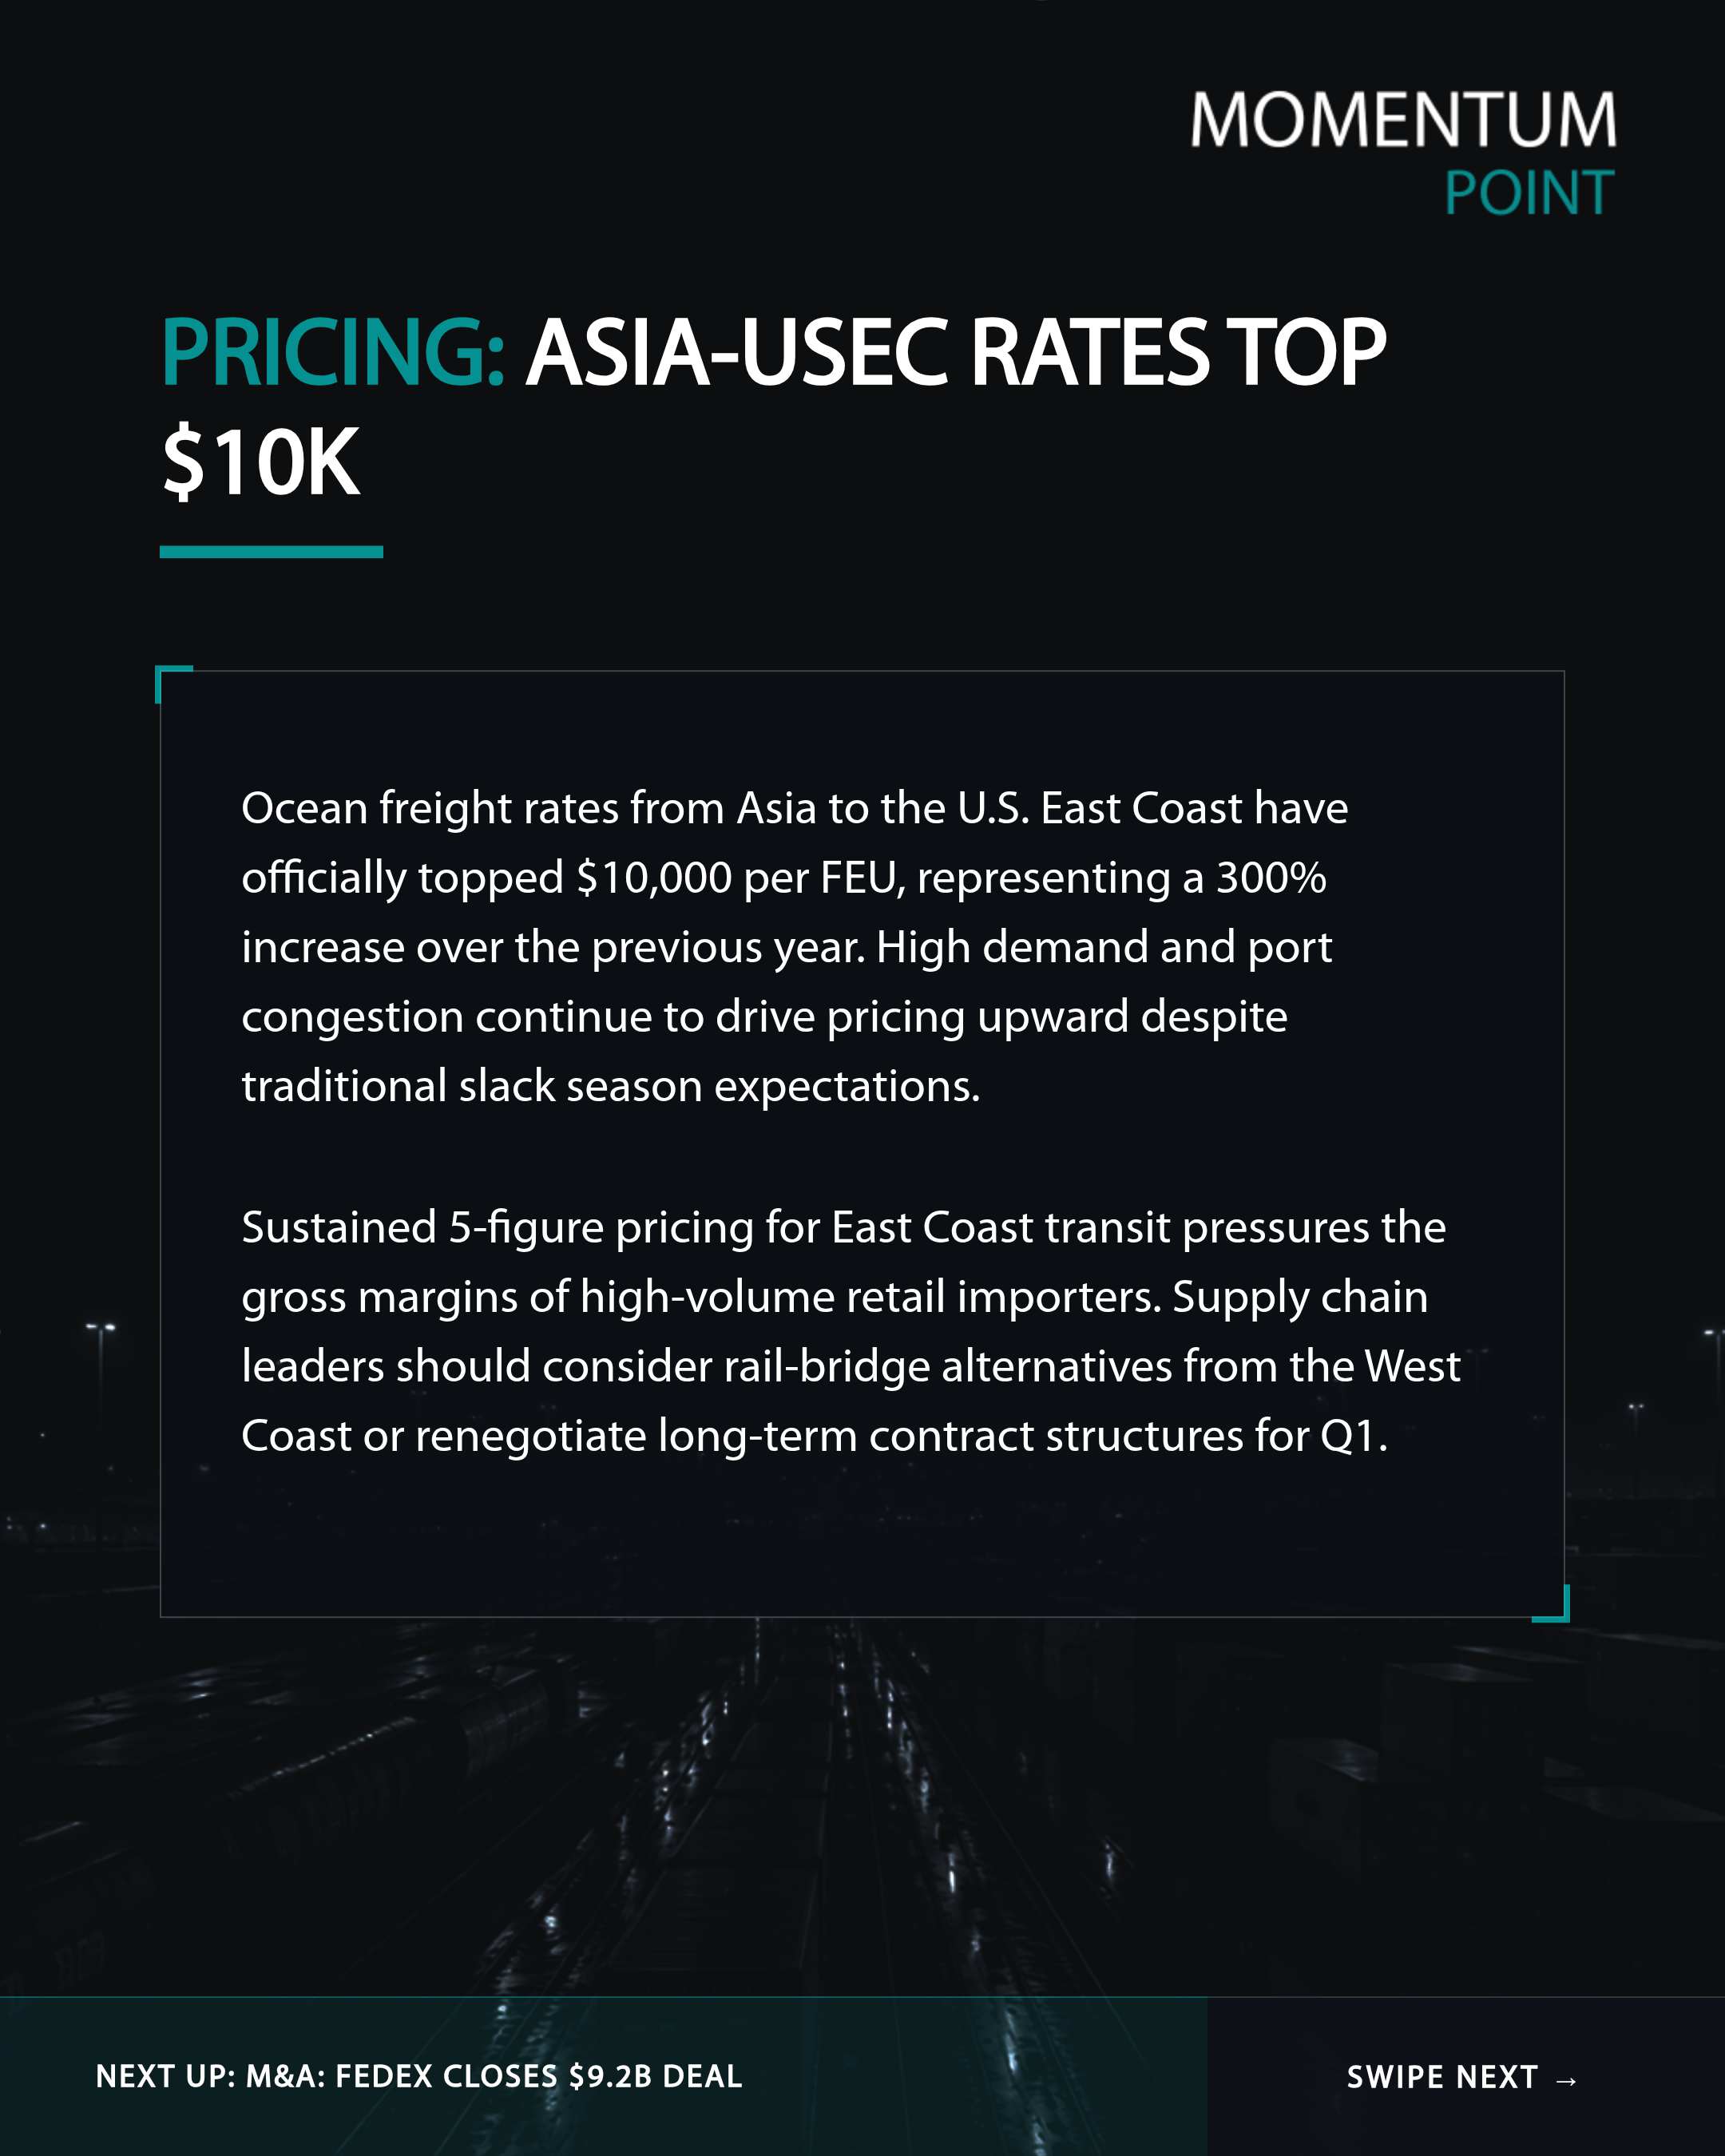 MOMENTUM
POINT
PRICING: ASIA-USEC RATES TOP
$10K
Ocean freight rates from Asia to the U.S. East Coast have
officially topped $10,000 per FEU, representing a 300%
increase over the previous year. High demand and port
congestion continue to drive pricing upward despite
traditional slack season expectations.
Sustained 5-figure pricing for East Coast transit pressures the
gross margins of high-volume retail importers. Supply chain
leaders should consider rail-bridge alternatives from the West
Coast or renegotiate long-term contract structures for Q1.
NEXT UP: M&A: FEDEX CLOSES $9.2B DEAL
SWIPE NEXT →